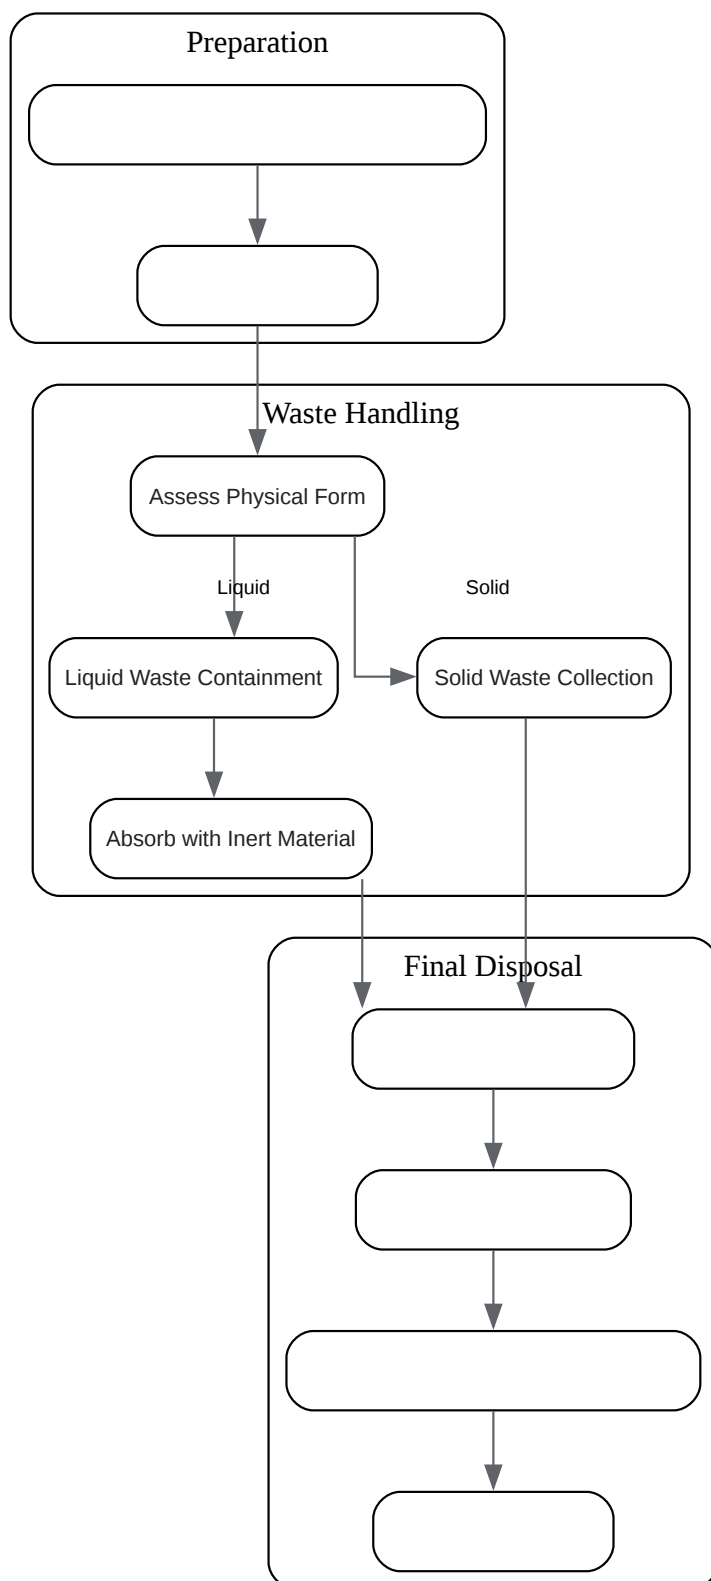 Preparation
Waste Handling
Assess Physical Form
Liquid
Solid
Liquid Waste Containment
Solid Waste Collection
Absorb with Inert Material
Final Disposal